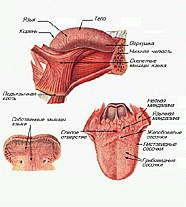 Язык
Тело
Корень
Верхушка
Нижняя челюсть
Скелетные
мышцы языка
Подъязычная
кость
Небная
миндалина
Собственные мышцы
языка
Слепое
отверстие
Язычная
миндалина
Желобоватые
сосочки
Листовидные
сосочки
Грибовидные
сосочки